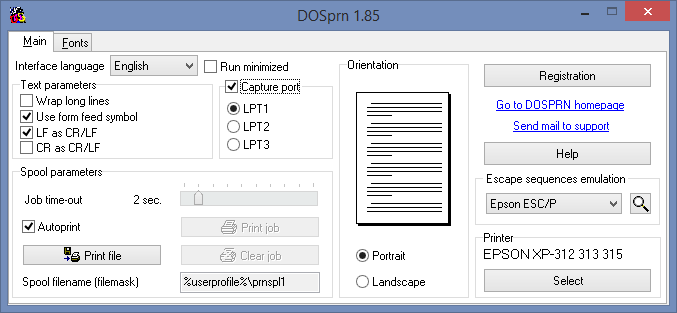 DOSprn 1.85
Main
Fonts
Interface language
English
Run minimized
Text parameters
Wrap long lines
Use form feed symbol
LF as CR/LF
CR as CR/LF
Capture port
LPT1
LPT2
LPT3
Spool parameters
Job time-out
2 sec.
Autoprint
Print job
Print file
Clear job
Spool filename (filemask)
%userprofile%\prnspl1
Orientation
Portrait
Landscape
Registration
Go to DOSPRN homepage
Send mail to support
Help
Escape sequences emulation
Epson ESC/P
Printer
EPSON XP-312 313 315
Select